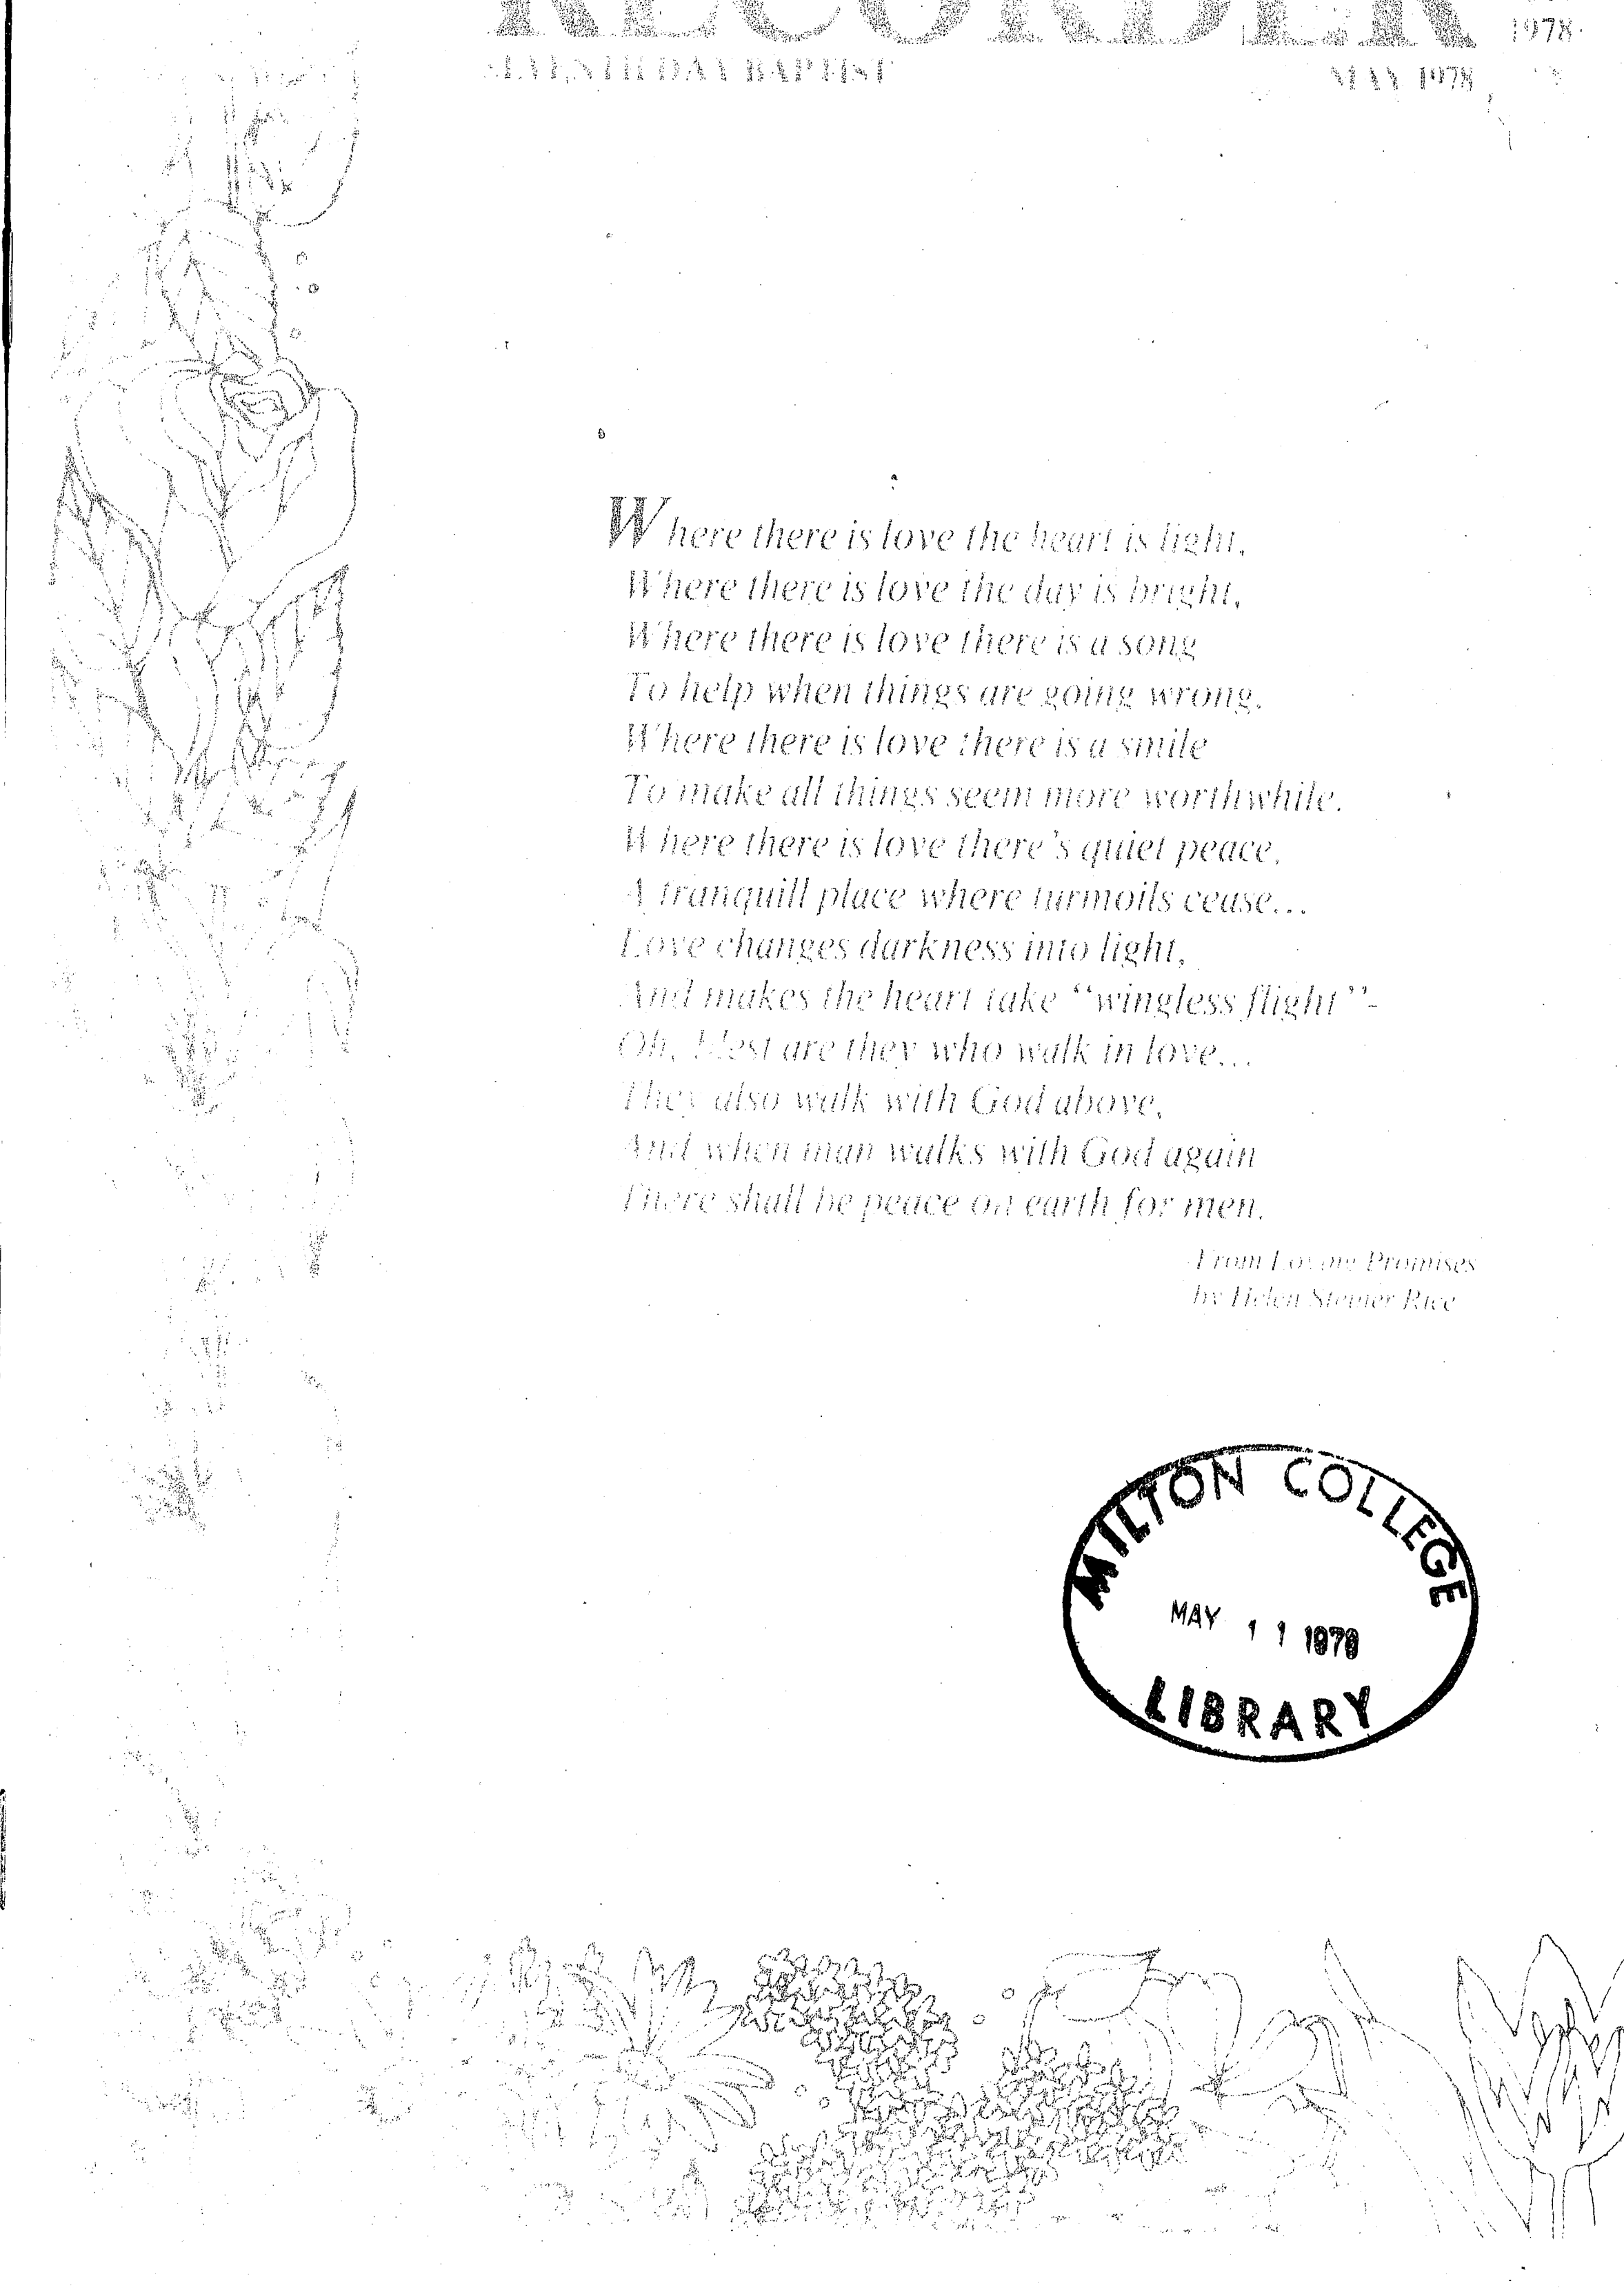 RECORDER
1978
SEVENTH DAY BAPTIST
MAY 1978
Where there is love the heart is light,
Where there is love the day is bright,
Where there is love there is a song
To help when things are going wrong.
Where there is love there is a smile
To make all things seem more worthwhile.
Where there is love there's quiet peace,
A tranquill place where turmoils cease...
Love changes darkness into light,
And makes the heart take "wingless flight"-
Oh, blest are they who walk in love...
They also walk with God above,
And when man walks with God again
There shall be peace on earth for men.
From Loving Promises
by Helen Steiner Rice
MILTON COLLEGE
MAY 11 1978
LIBRARY